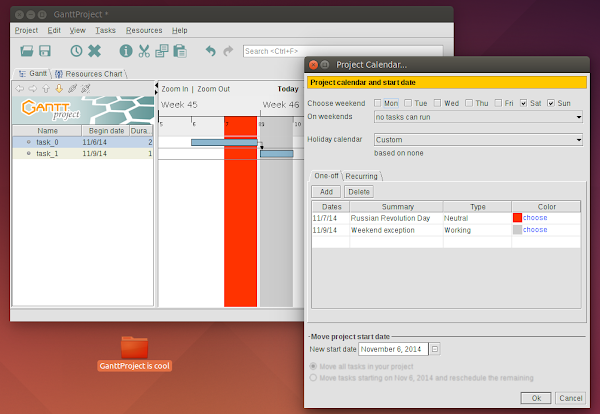 GanttProject *
Project Edit View Tasks Resources Help
Search <Ctrl+F>
Gantt Resources Chart
Zoom In | Zoom Out Today
GANTT project
Week 45 Week 46
5 6 7 10
Name Begin date Dura...
task_0 11/6/14 2
task_1 11/9/14 1
GanttProject is cool
Project Calendar...
Project calendar and start date
Choose weekend Mon Tue Wed Thu Fri Sat Sun
On weekends no tasks can run
Holiday calendar Custom
based on none
One-off Recurring
Add Delete
Dates Summary Type Color
11/7/14 Russian Revolution Day Neutral choose
11/9/14 Weekend exception Working choose
Move project start date
New start date November 6, 2014
Move all tasks in your project
Move tasks starting on Nov 6, 2014 and reschedule the remaining
Ok Cancel